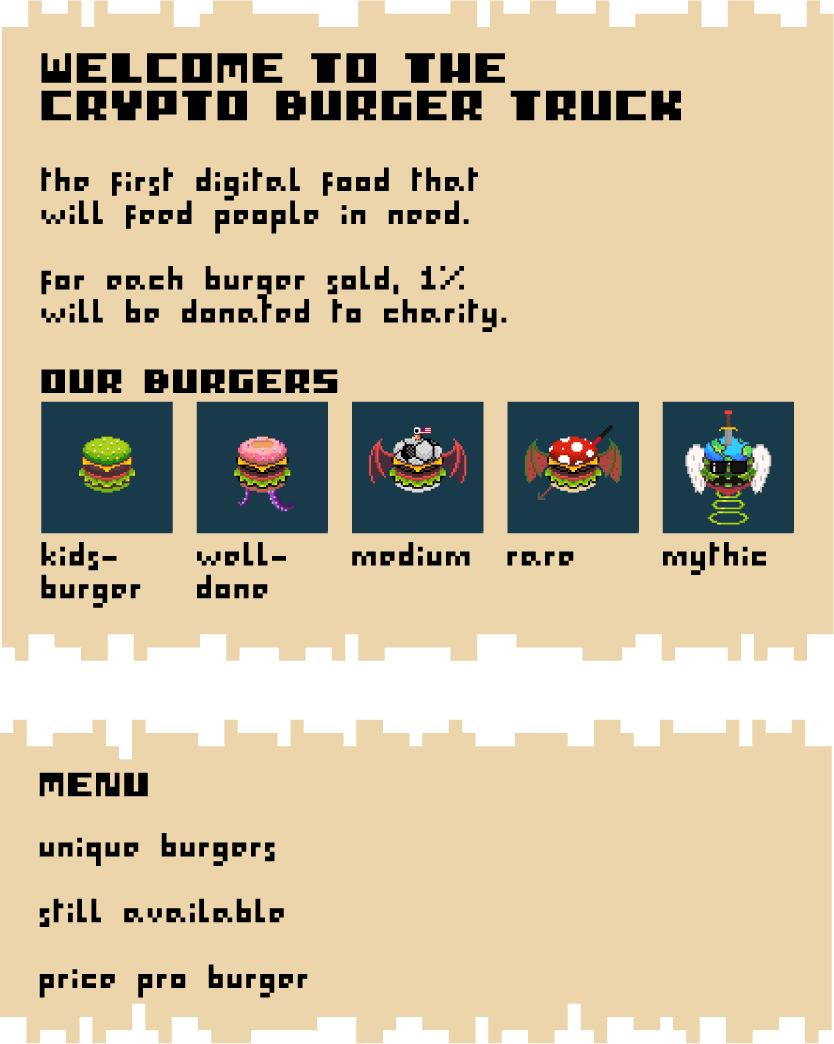 WELCOME TO THE
CRYPTO BURGER TRUCK
the first digital food that
will feed people in need.
for each burger sold, 1%
will be donated to charity.
OUR BURGERS
kids-
burger
well-
done
medium
rare
mythic
MENU
unique burgers
still available
price pro burger